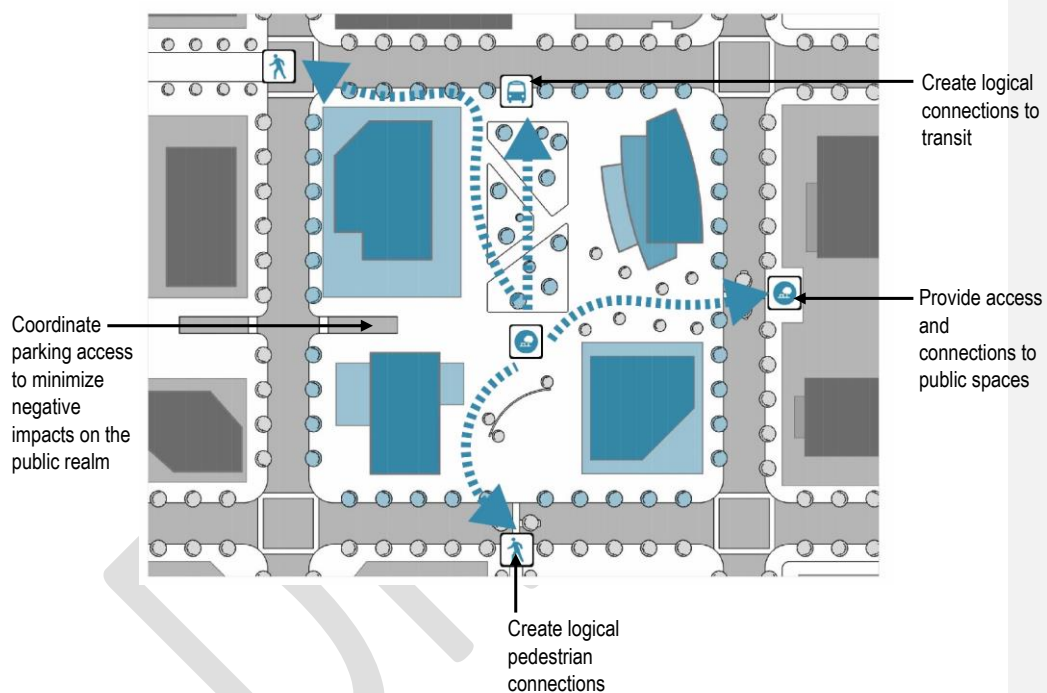 Create logical
connections to
transit
Provide access
and
connections to
public spaces
Coordinate
parking access
to minimize
negative
impacts on the
public realm
Create logical
pedestrian
connections